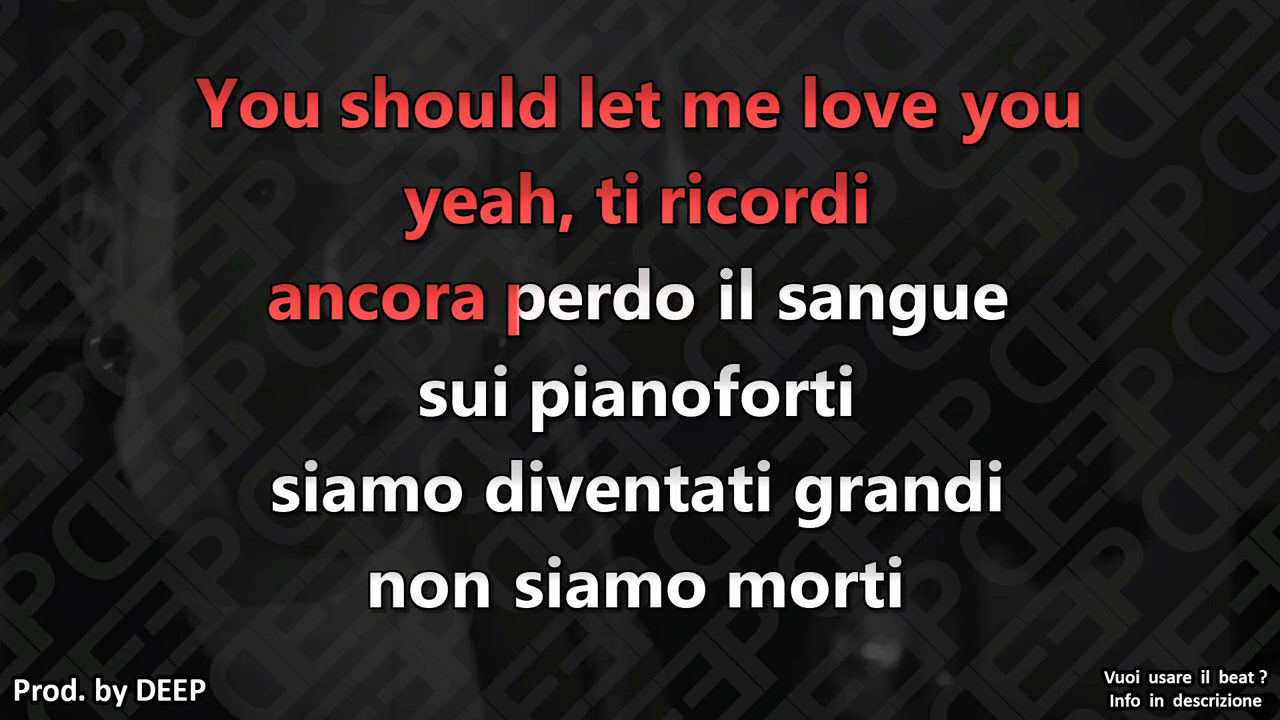 You should let me love you
yeah, ti ricordi
ancora perdo il sangue
sui pianoforti
siamo diventati grandi
non siamo morti
Prod. by DEEP
Vuoi usare il beat ?
Info in descrizione